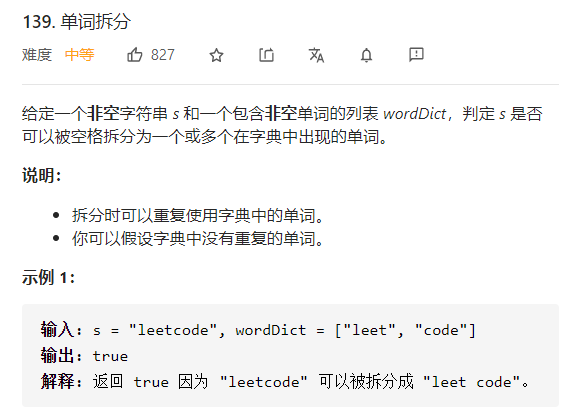 139. 单词拆分
难度 中等 827
给定一个非空字符串 s 和一个包含非空单词的列表 wordDict，判定 s 是否
可以被空格拆分为一个或多个在字典中出现的单词。
说明：
拆分时可以重复使用字典中的单词。
你可以假设字典中没有重复的单词。
示例 1：
输入: s = "leetcode", wordDict = ["leet", "code"]
输出: true
解释: 返回 true 因为 "leetcode" 可以被拆分成 "leet code"。